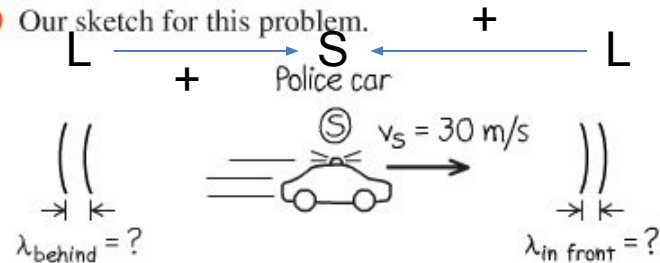 Our sketch for this problem.
L S + L
+
Police car
S
vS = 30 m/s
λbehind = ?
λin front = ?